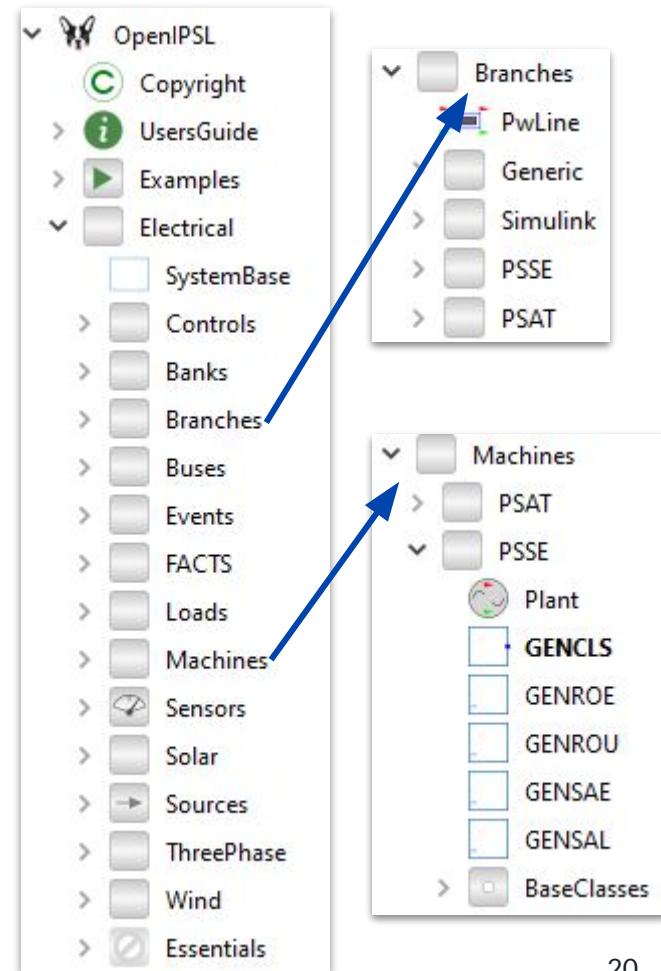 OpenIPSL
Copyright
UsersGuide
Examples
Electrical
SystemBase
Controls
Banks
Branches
Buses
Events
FACTS
Loads
Machines
Sensors
Solar
Sources
ThreePhase
Wind
Essentials
Branches
PwLine
Generic
Simulink
PSSE
PSAT
Machines
PSAT
PSSE
Plant
GENCLS
GENROE
GENROU
GENSAE
GENSAL
BaseClasses
20